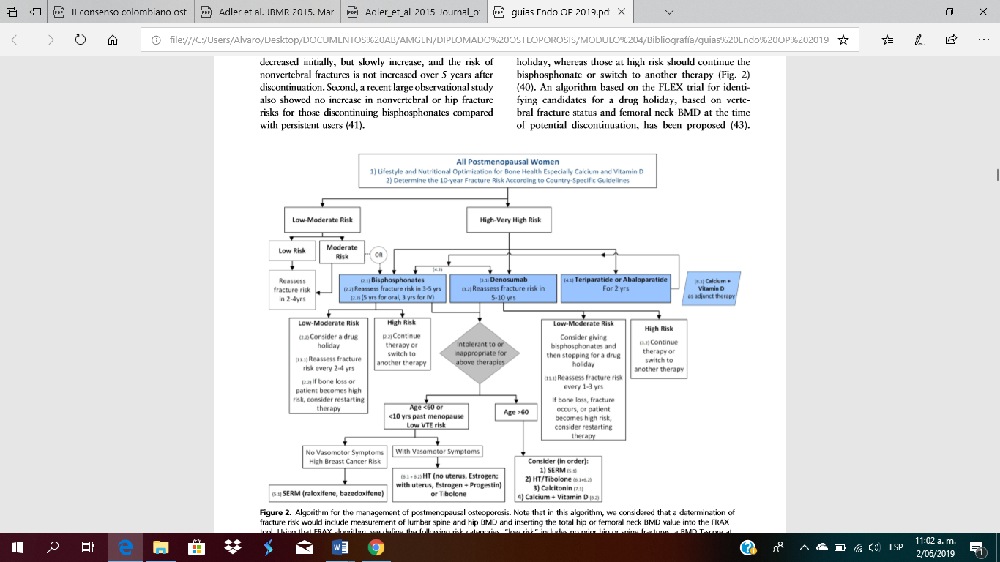 II consenso colombiano ost
Adler et al. JBMR 2015. Mar
Adler_et_al-2015-Journal_of
guias Endo OP 2019.pd
file:///C:/Users/Alvaro/Desktop/DOCUMENTOS%20AB/AMGEN/DIPLOMADO%20OSTEOPOROSIS/MODULO%204/Bibliografía/guias%20Endo%20OP%202019
decreased initially, but slowly increase, and the risk of
nonvertebral fractures is not increased over 5 years after
discontinuation. Second, a recent large observational study
also showed no increase in nonvertebral or hip fracture
risks for those discontinuing bisphosphonates compared
with persistent users (41).
holiday, whereas those at high risk should continue the
bisphosphonate or switch to another therapy (Fig. 2)
(40). An algorithm based on the FLEX trial for identi-
fying candidates for a drug holiday, based on verte-
bral fracture status and femoral neck BMD at the time
of potential discontinuation, has been proposed (43).
All Postmenopausal Women
1) Lifestyle and Nutritional Optimization for Bone Health Especially Calcium and Vitamin D
2) Determine the 10-year Fracture Risk According to Country-Specific Guidelines
Low-Moderate Risk
High-Very High Risk
Low Risk
Moderate
Risk
OR
Reassess
fracture risk
in 2-4yrs
(4.2)
(2.1) Bisphosphonates
(2.2) Reassess fracture risk in 3-5 yrs
(2.2) (5 yrs for oral, 3 yrs for IV)
(3.1) Denosumab
(3.2) Reassess fracture risk in
5-10 yrs
(4.1) Teriparatide or Abaloparatide
For 2 yrs
(8.1) Calcium +
Vitamin D
as adjunct therapy
Low-Moderate Risk
(2.2) Consider a drug
holiday
(11.1) Reassess fracture
risk every 2-4 yrs
(2.2) If bone loss or
patient becomes high
risk, consider restarting
therapy
High Risk
(2.2) Continue
therapy or
switch to
another therapy
Intolerant to or
inappropriate for
above therapies
Low-Moderate Risk
Consider giving
bisphosphonates and
then stopping for a drug
holiday
(11.1) Reassess fracture risk
every 1-3 yrs
If bone loss, fracture
occurs, or patient
becomes high risk,
consider restarting
therapy
High Risk
(3.2) Continue
therapy or
switch to
another therapy
Age <60 or
<10 yrs past menopause
Low VTE risk
Age >60
No Vasomotor Symptoms
High Breast Cancer Risk
With Vasomotor Symptoms
(5.1) SERM (raloxifene, bazedoxifene)
(6.1 + 6.2) HT (no uterus, Estrogen;
with uterus, Estrogen + Progestin)
or Tibolone
Consider (in order):
1) SERM (5.1)
2) HT/Tibolone (6.1+6.2)
3) Calcitonin (7.1)
4) Calcium + Vitamin D (8.2)
Figure 2. Algorithm for the management of postmenopausal osteoporosis. Note that in this algorithm, we considered that a determination of
fracture risk would include measurement of lumbar spine and hip BMD and inserting the total hip or femoral neck BMD value into the FRAX
tool. Using that FRAX algorithm, we define the following risk categories: "low risk" includes no prior hip or spine fractures, a BMD T-score at
ESP
11:02 a. m.
2/06/2019
1